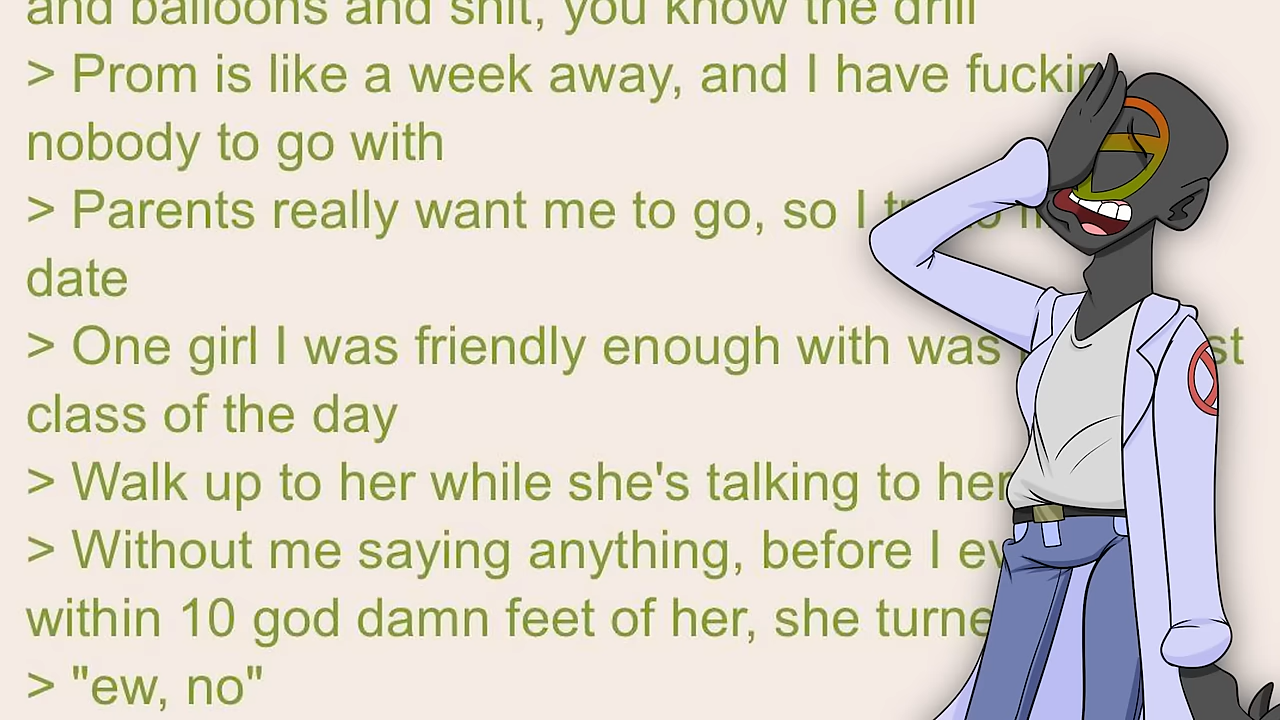 and balloons and shit, you know the drill
> Prom is like a week away, and I have fuckin
nobody to go with
> Parents really want me to go, so I
date
> One girl I was friendly enough with was
class of the day
> Walk up to her while she's talking to her
> Without me saying anything, before I
within 10 god damn feet of her, she
> "ew, no"